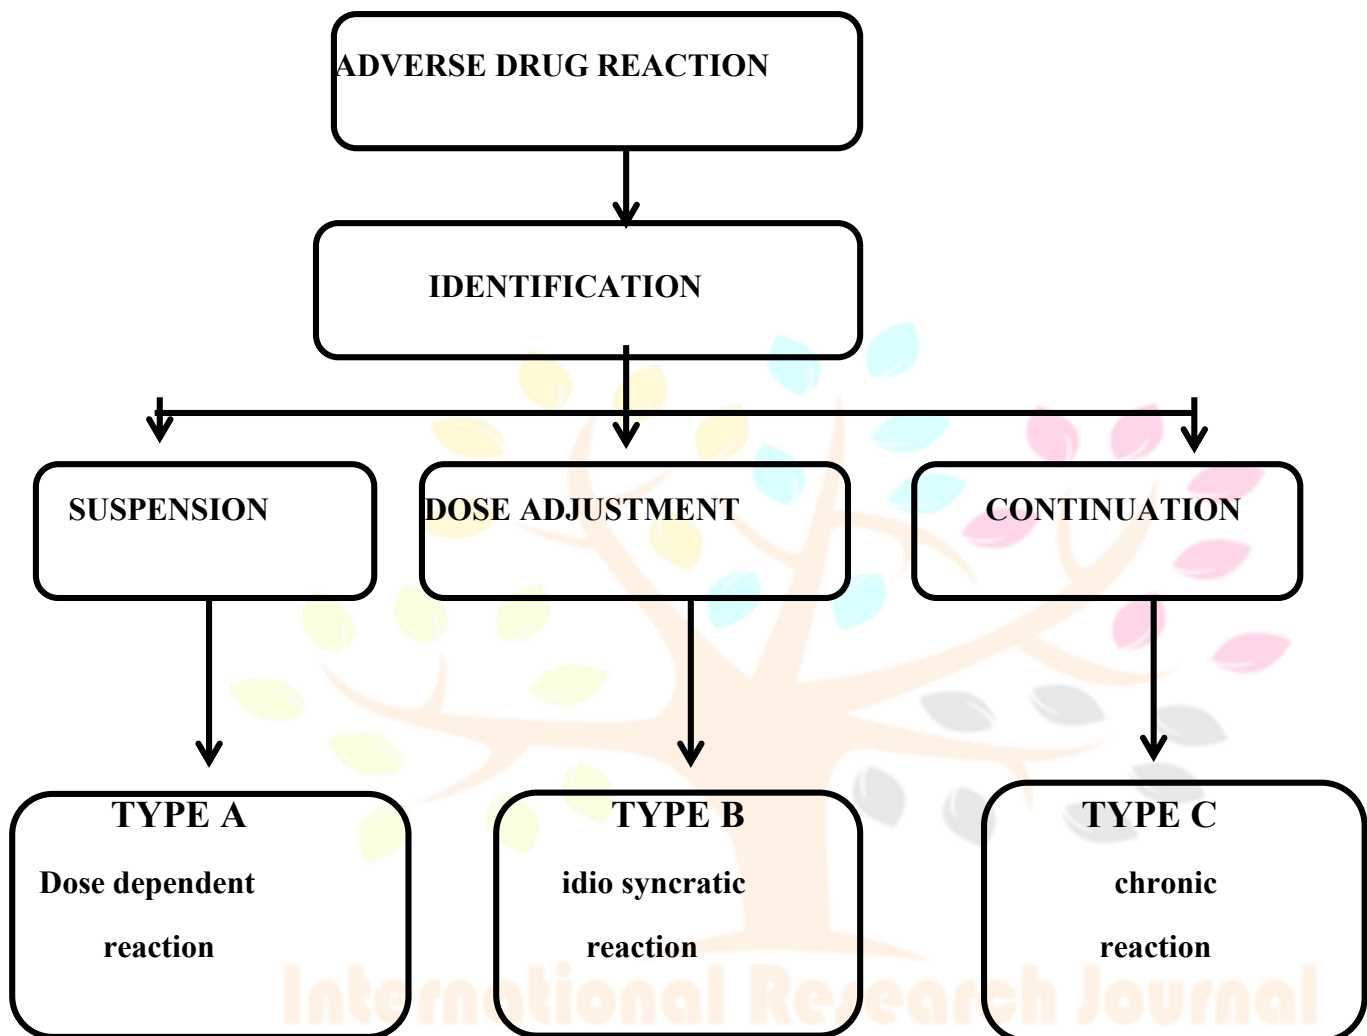 ADVERSE DRUG REACTION
IDENTIFICATION
SUSPENSION
DOSE ADJUSTMENT
CONTINUATION
TYPE A
Dose dependent
reaction
TYPE B
idio syncratic
reaction
TYPE C
chronic
reaction
International Research Journal